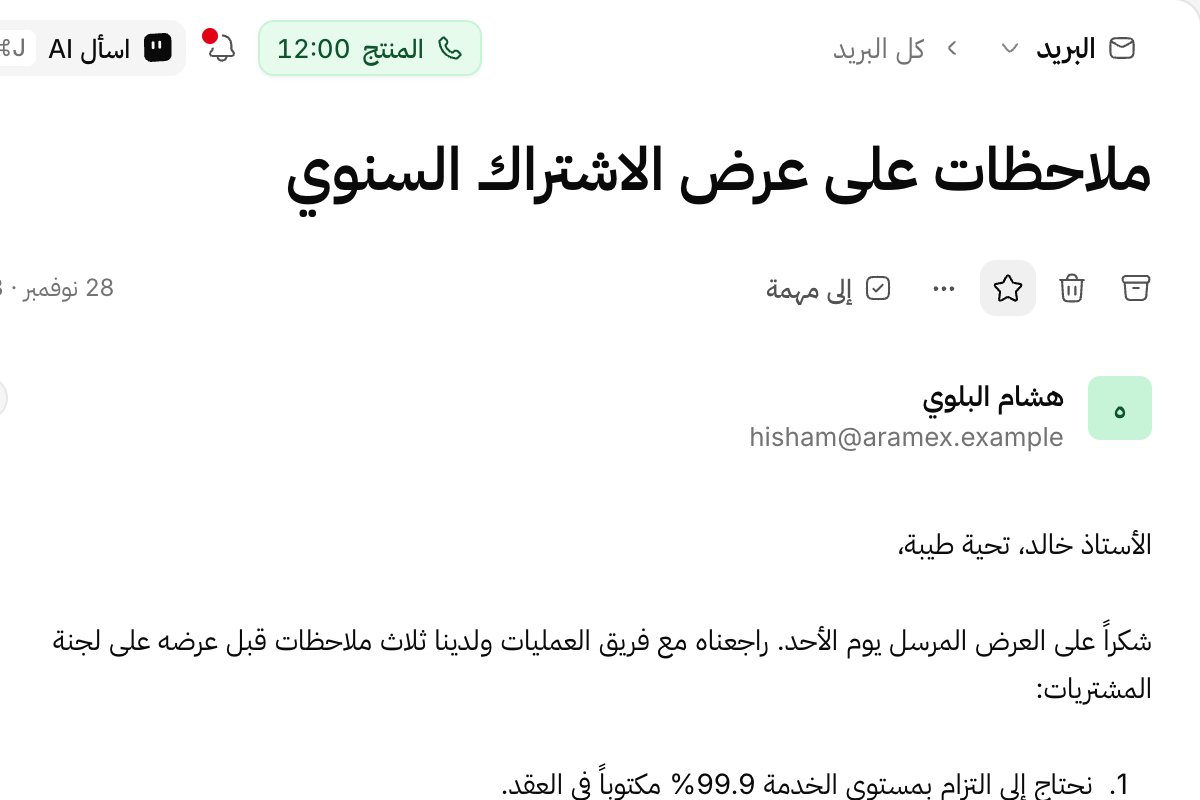 البريد كل البريد
المنتج 12:00
اسأل AI ⌘J
ملاحظات على عرض الاشتراك السنوي
إلى مهمة
28 نوفمبر ·
ه
هشام البلوي
hisham@aramex.example
الأستاذ خالد، تحية طيبة،
شكراً على العرض المرسل يوم الأحد. راجعناه مع فريق العمليات ولدينا ثلاث ملاحظات قبل عرضه على لجنة
المشتريات:
1. نحتاج إلى التزام بمستوى الخدمة 99.9% مكتوباً في العقد.